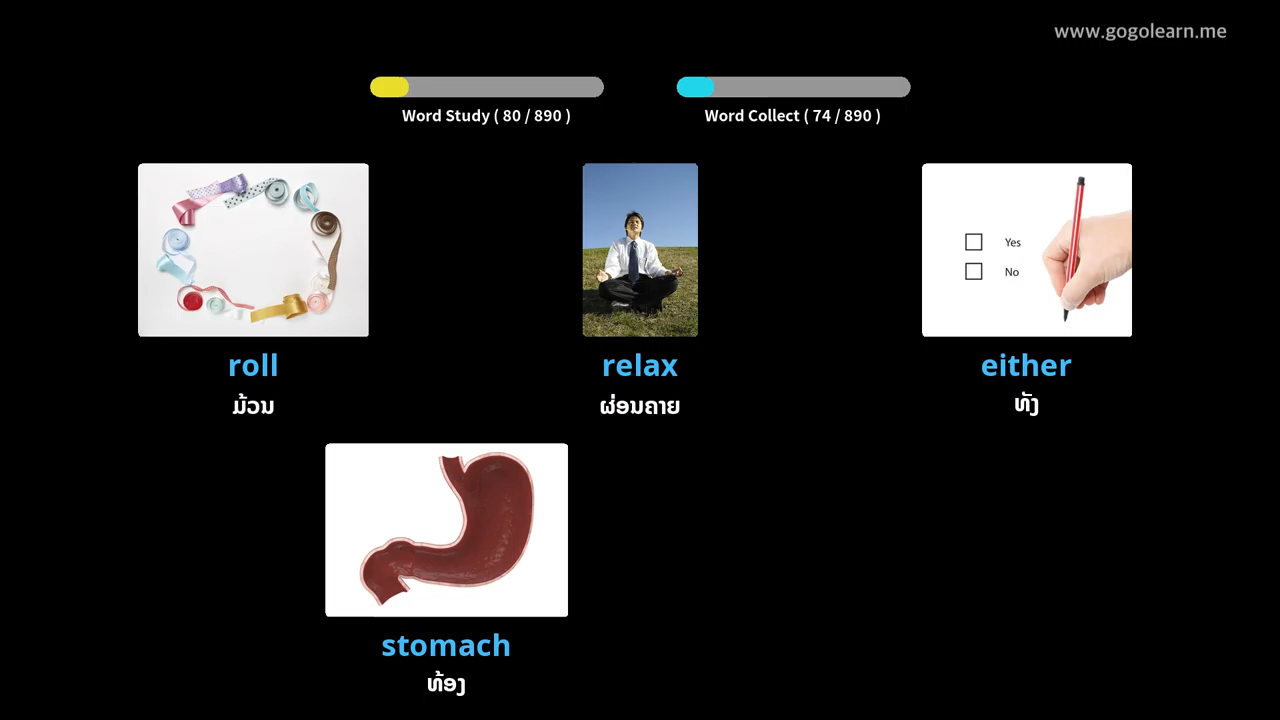 www.gogolearn.me
Word Study ( 80 / 890 )
Word Collect ( 74 / 890 )
Yes
No
roll
relax
either
ມ້ວນ
ຜ່ອນຄາຍ
ທັງ
stomach
ທ້ອງ